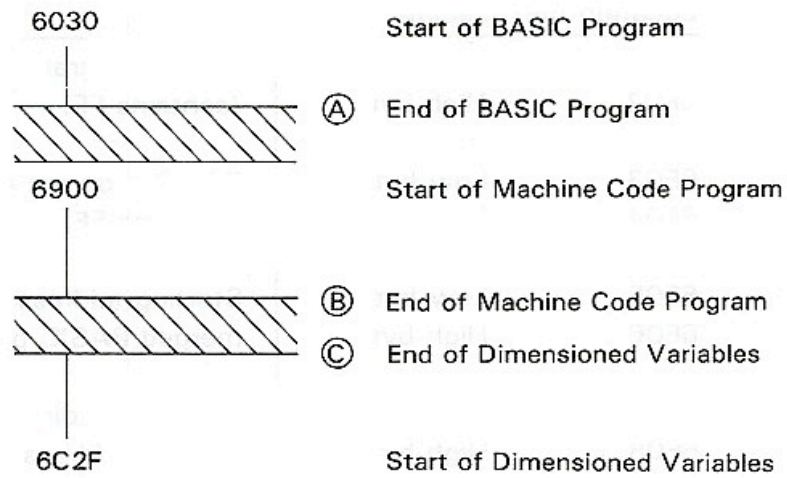 6030 Start of BASIC Program
Ⓐ End of BASIC Program
6900 Start of Machine Code Program
Ⓑ End of Machine Code Program
Ⓒ End of Dimensioned Variables
6C2F Start of Dimensioned Variables